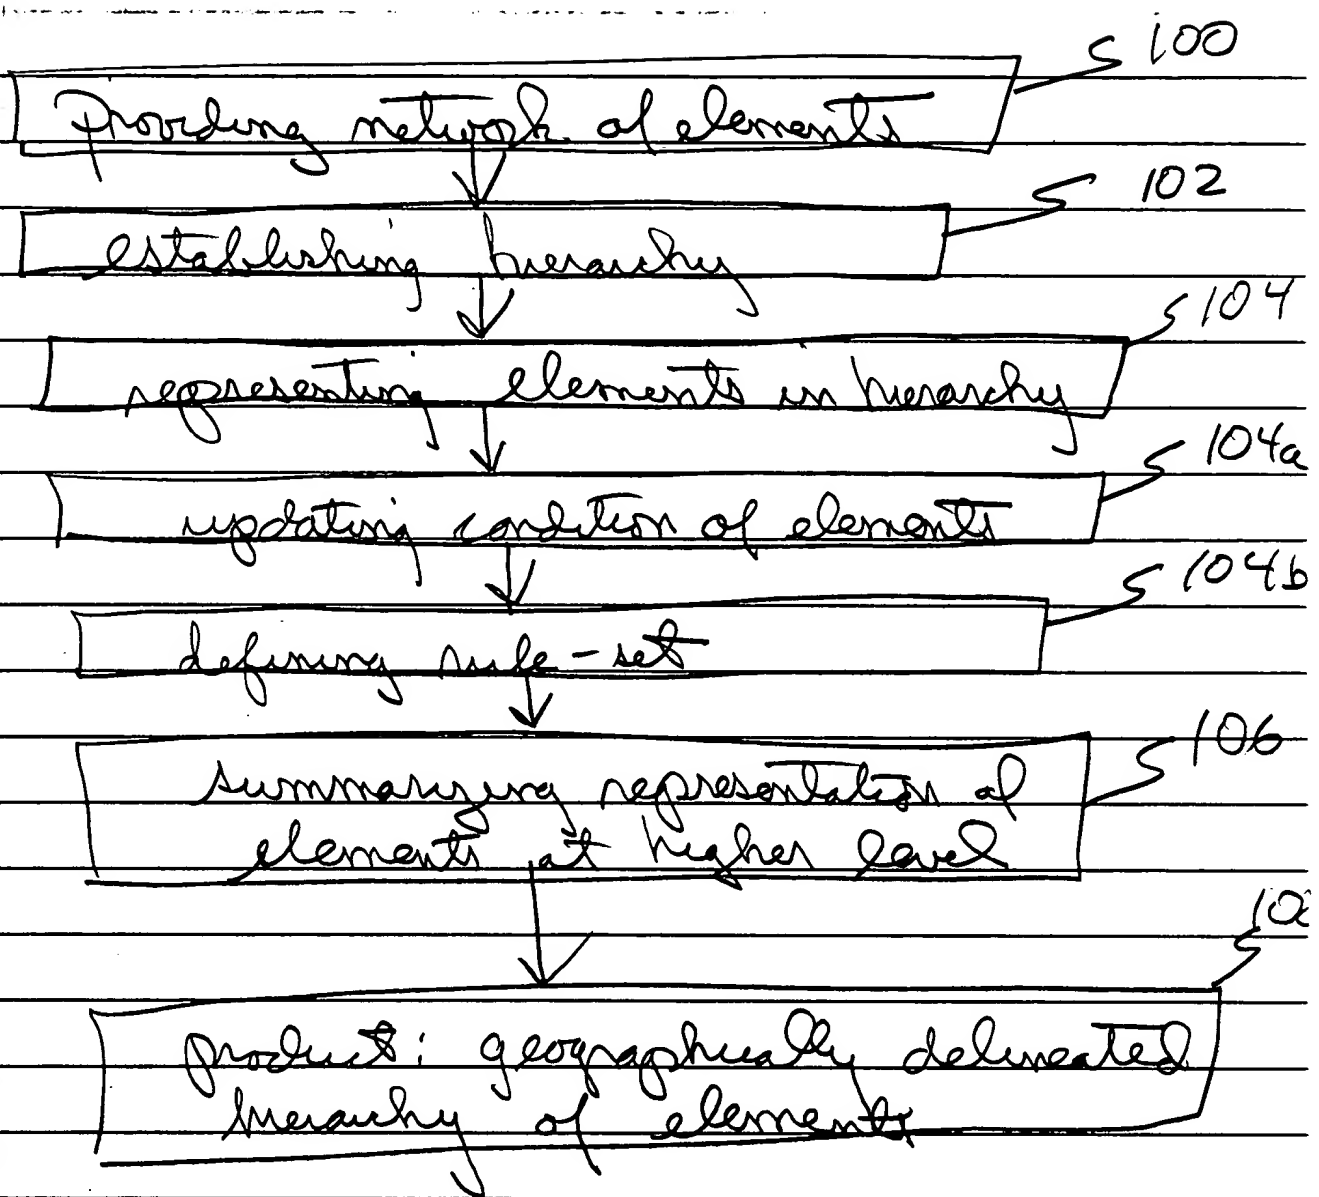 100
Providing network of elements
102
establishing hierarchy
104
representing elements in hierarchy
104a
updating condition of elements
104b
defining rule-set
106
summarizing representation of
elements at higher level
product: geographically delineated
hierarchy of elements